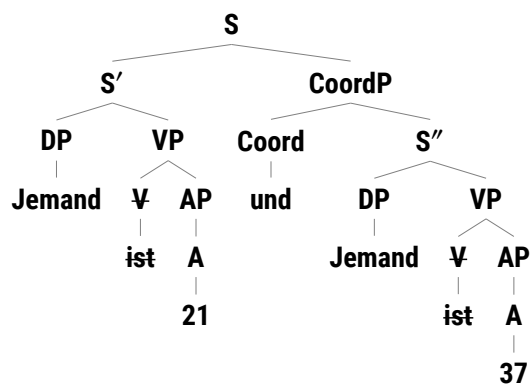 S
S′ CoordP
DP VP Coord S″
Jemand V AP und DP VP
ist A Jemand V AP
21 ist A
37